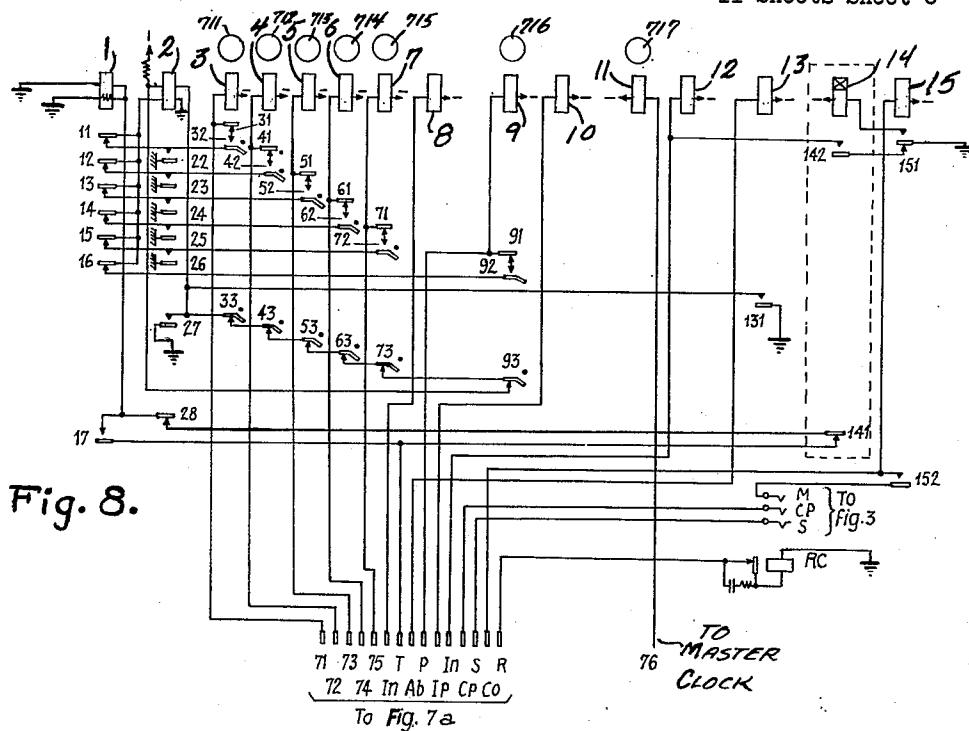 711 712 713 714 715 716 717
1 2 3 4 5 6 7 8 9 10 11 12 13 14 15
11 32 31 41 142 151
12 22 42 51
13 23 52 61
14 24 62 71
15 25 72 91
16 26 92
27 33 43 53 63 73 93 131
17 28 141
152
M
CP
S
To Fig. 3
Fig. 8.
RC
71 73 75 T P In S R
72 74 In Ab IP CP Co
To Fig. 7a
76 TO MASTER CLOCK